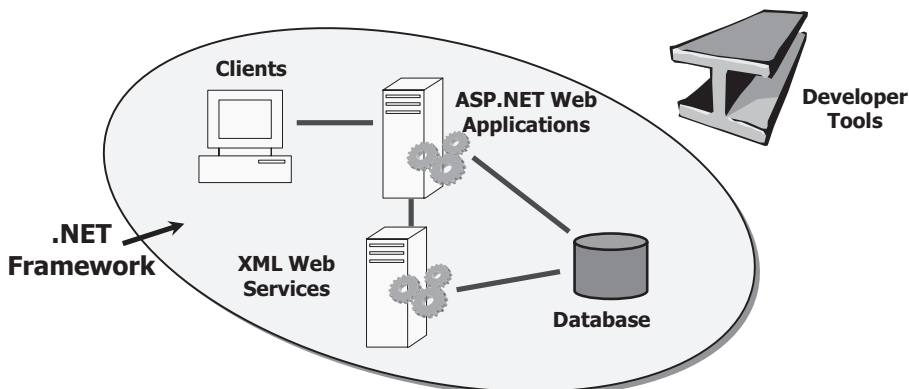 Clients
ASP.NET Web
Applications
Developer
Tools
.NET
Framework
XML Web
Services
Database